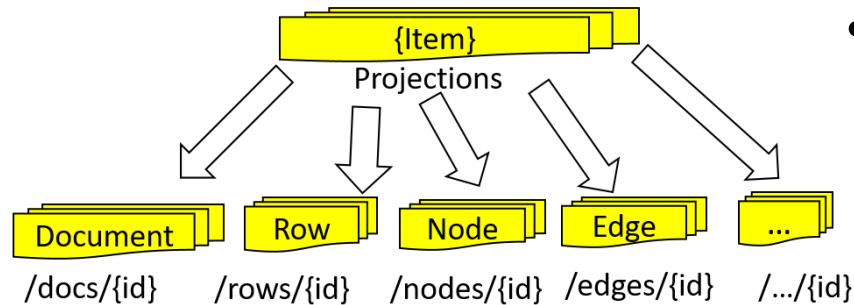 {Item}
Projections
Document Row Node Edge ...
/docs/{id} /rows/{id} /nodes/{id} /edges/{id} /.../{id}